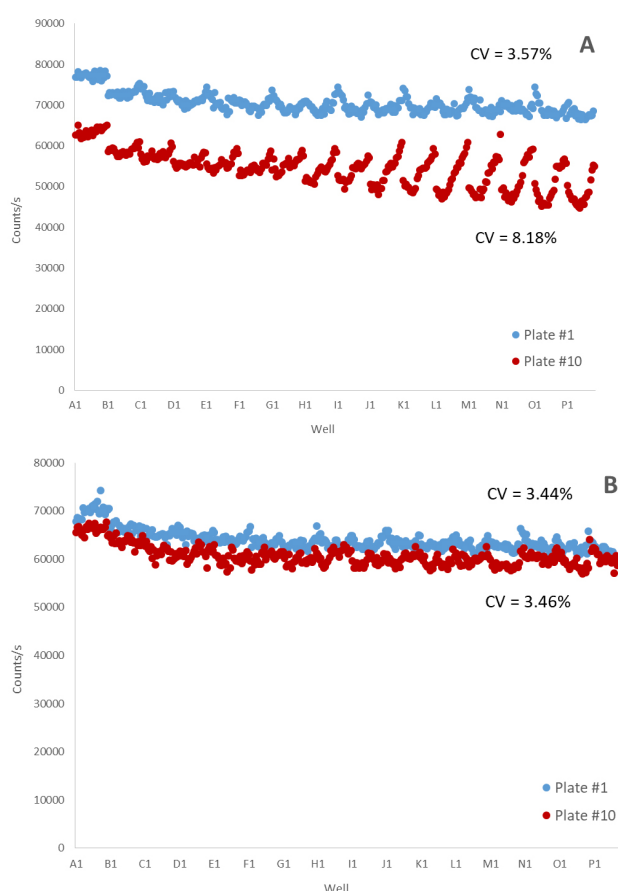 A
90000
80000
70000
60000
50000
40000
30000
20000
10000
0
Counts/s
CV = 3.57%
CV = 8.18%
Plate #1
Plate #10
A1 B1 C1 D1 E1 F1 G1 H1 I1 J1 K1 L1 M1 N1 O1 P1
Well
B
80000
70000
60000
50000
40000
30000
20000
10000
0
Counts/s
CV = 3.44%
CV = 3.46%
Plate #1
Plate #10
A1 B1 C1 D1 E1 F1 G1 H1 I1 J1 K1 L1 M1 N1 O1 P1
Well